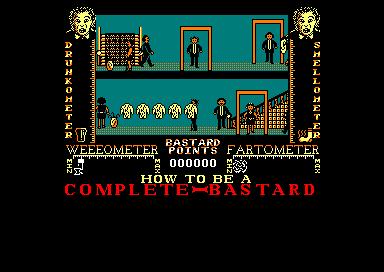 DRUNKOMETER
SMELLOMETER
WEEEOMETER
BASTARD
POINTS
FARTOMETER
000000
HOW TO BE A
COMPLETE BASTARD